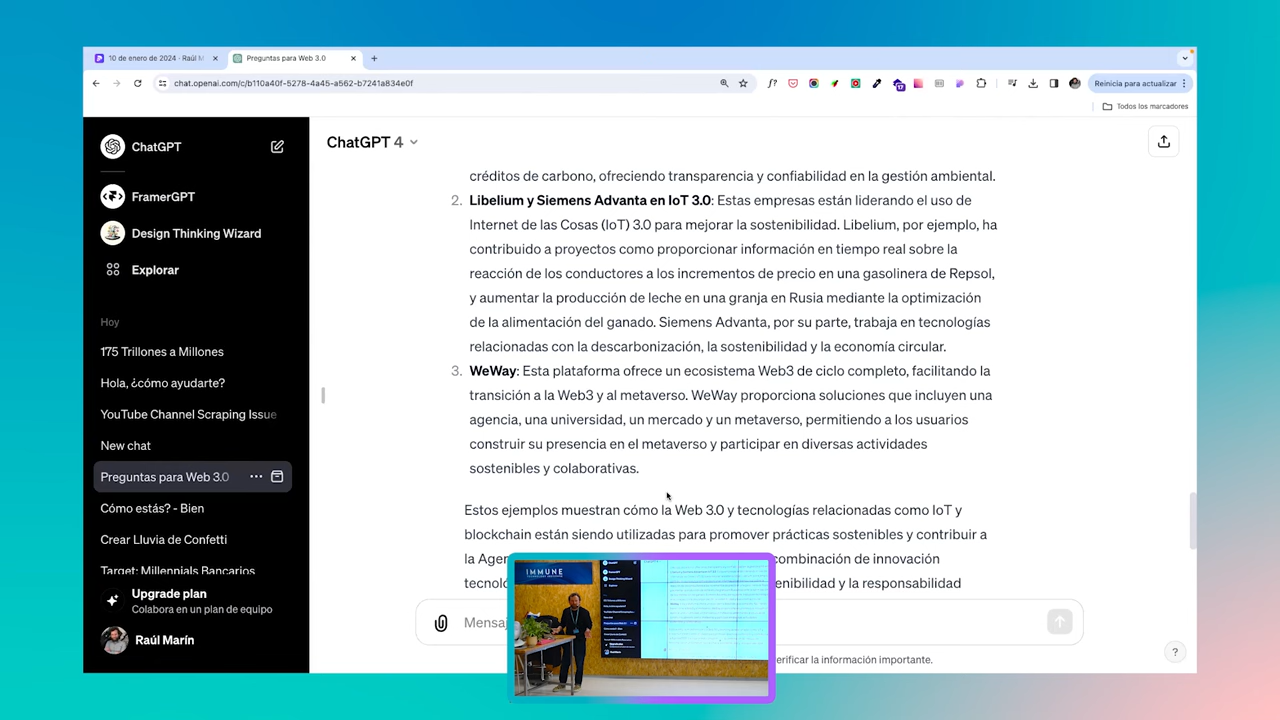 10 de enero de 2024 · Raúl M
Preguntas para Web 3.0
chat.openai.com/c/b110a40f-5278-4a45-a562-b7241a834e0f
f?
17
Reinicia para actualizar
Todos los marcadores
ChatGPT
FramerGPT
Design Thinking Wizard
Explorar
Hoy
175 Trillones a Millones
Hola, ¿cómo ayudarte?
YouTube Channel Scraping Issue
New chat
Preguntas para Web 3.0
Cómo estás? - Bien
Crear Lluvia de Confetti
Target: Millennials Bancarios
Upgrade plan
Colabora en un plan de equipo
Raúl Marín
ChatGPT 4
créditos de carbono, ofreciendo transparencia y confiabilidad en la gestión ambiental.
2. Libelium y Siemens Advanta en IoT 3.0: Estas empresas están liderando el uso de
Internet de las Cosas (IoT) 3.0 para mejorar la sostenibilidad. Libelium, por ejemplo, ha
contribuido a proyectos como proporcionar información en tiempo real sobre la
reacción de los conductores a los incrementos de precio en una gasolinera de Repsol,
y aumentar la producción de leche en una granja en Rusia mediante la optimización
de la alimentación del ganado. Siemens Advanta, por su parte, trabaja en tecnologías
relacionadas con la descarbonización, la sostenibilidad y la economía circular.
3. WeWay: Esta plataforma ofrece un ecosistema Web3 de ciclo completo, facilitando la
transición a la Web3 y al metaverso. WeWay proporciona soluciones que incluyen una
agencia, una universidad, un mercado y un metaverso, permitiendo a los usuarios
construir su presencia en el metaverso y participar en diversas actividades
sostenibles y colaborativas.
Estos ejemplos muestran cómo la Web 3.0 y tecnologías relacionadas como IoT y
blockchain están siendo utilizadas para promover prácticas sostenibles y contribuir a
la Agen combinación de innovación
tecnolo enibilidad y la responsabilidad
Mensaj
erificar la información importante.
?
IMMUNE